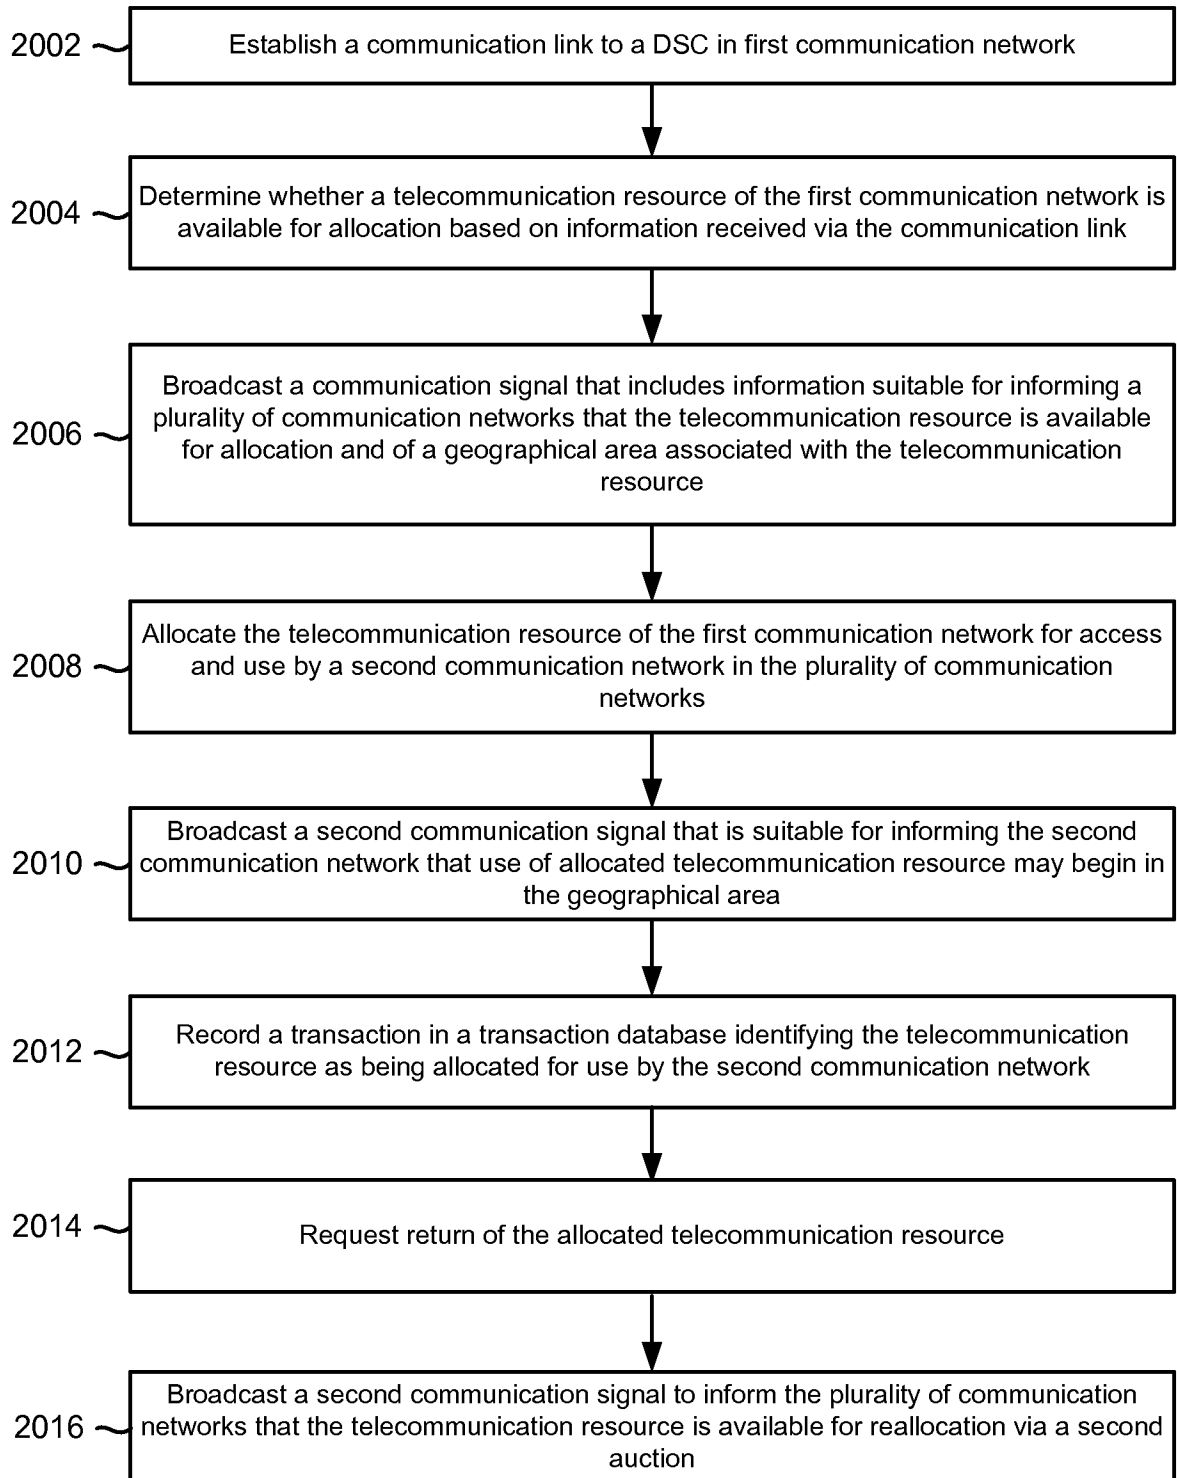 2002
Establish a communication link to a DSC in first communication network
2004
Determine whether a telecommunication resource of the first communication network is
available for allocation based on information received via the communication link
2006
Broadcast a communication signal that includes information suitable for informing a
plurality of communication networks that the telecommunication resource is available
for allocation and of a geographical area associated with the telecommunication
resource
2008
Allocate the telecommunication resource of the first communication network for access
and use by a second communication network in the plurality of communication
networks
2010
Broadcast a second communication signal that is suitable for informing the second
communication network that use of allocated telecommunication resource may begin in
the geographical area
2012
Record a transaction in a transaction database identifying the telecommunication
resource as being allocated for use by the second communication network
2014
Request return of the allocated telecommunication resource
2016
Broadcast a second communication signal to inform the plurality of communication
networks that the telecommunication resource is available for reallocation via a second
auction